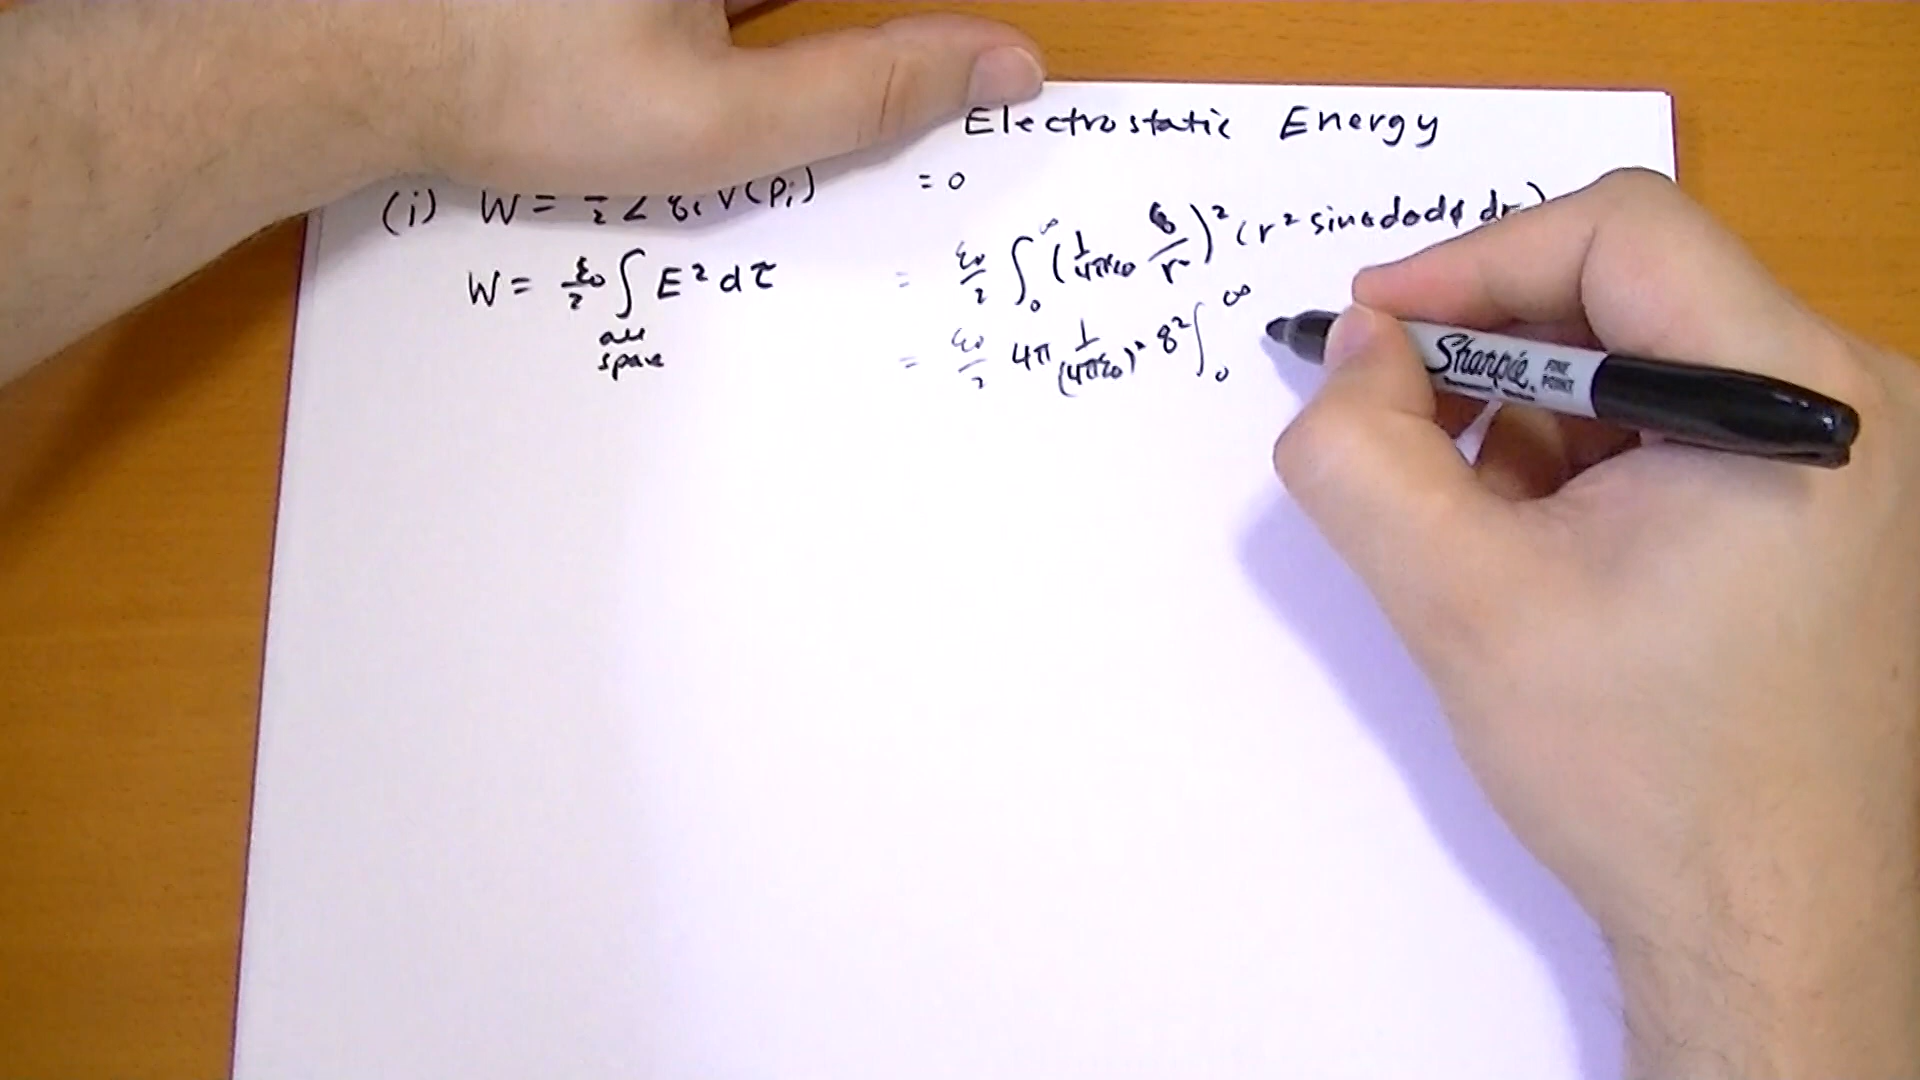 Electrostatic Energy
(i) W = 1/2 Σ qᵢ V(Pᵢ) = 0
W = ε₀/2 ∫ E² dτ = ε₀/2 ∫₀^∞ (1/4πε₀ q/r)² (r² sinθ dθ dφ dr)
all
space
= ε₀/2 4π 1/(4πε₀)² q² ∫₀^∞
Sharpie.
FINE
POINT